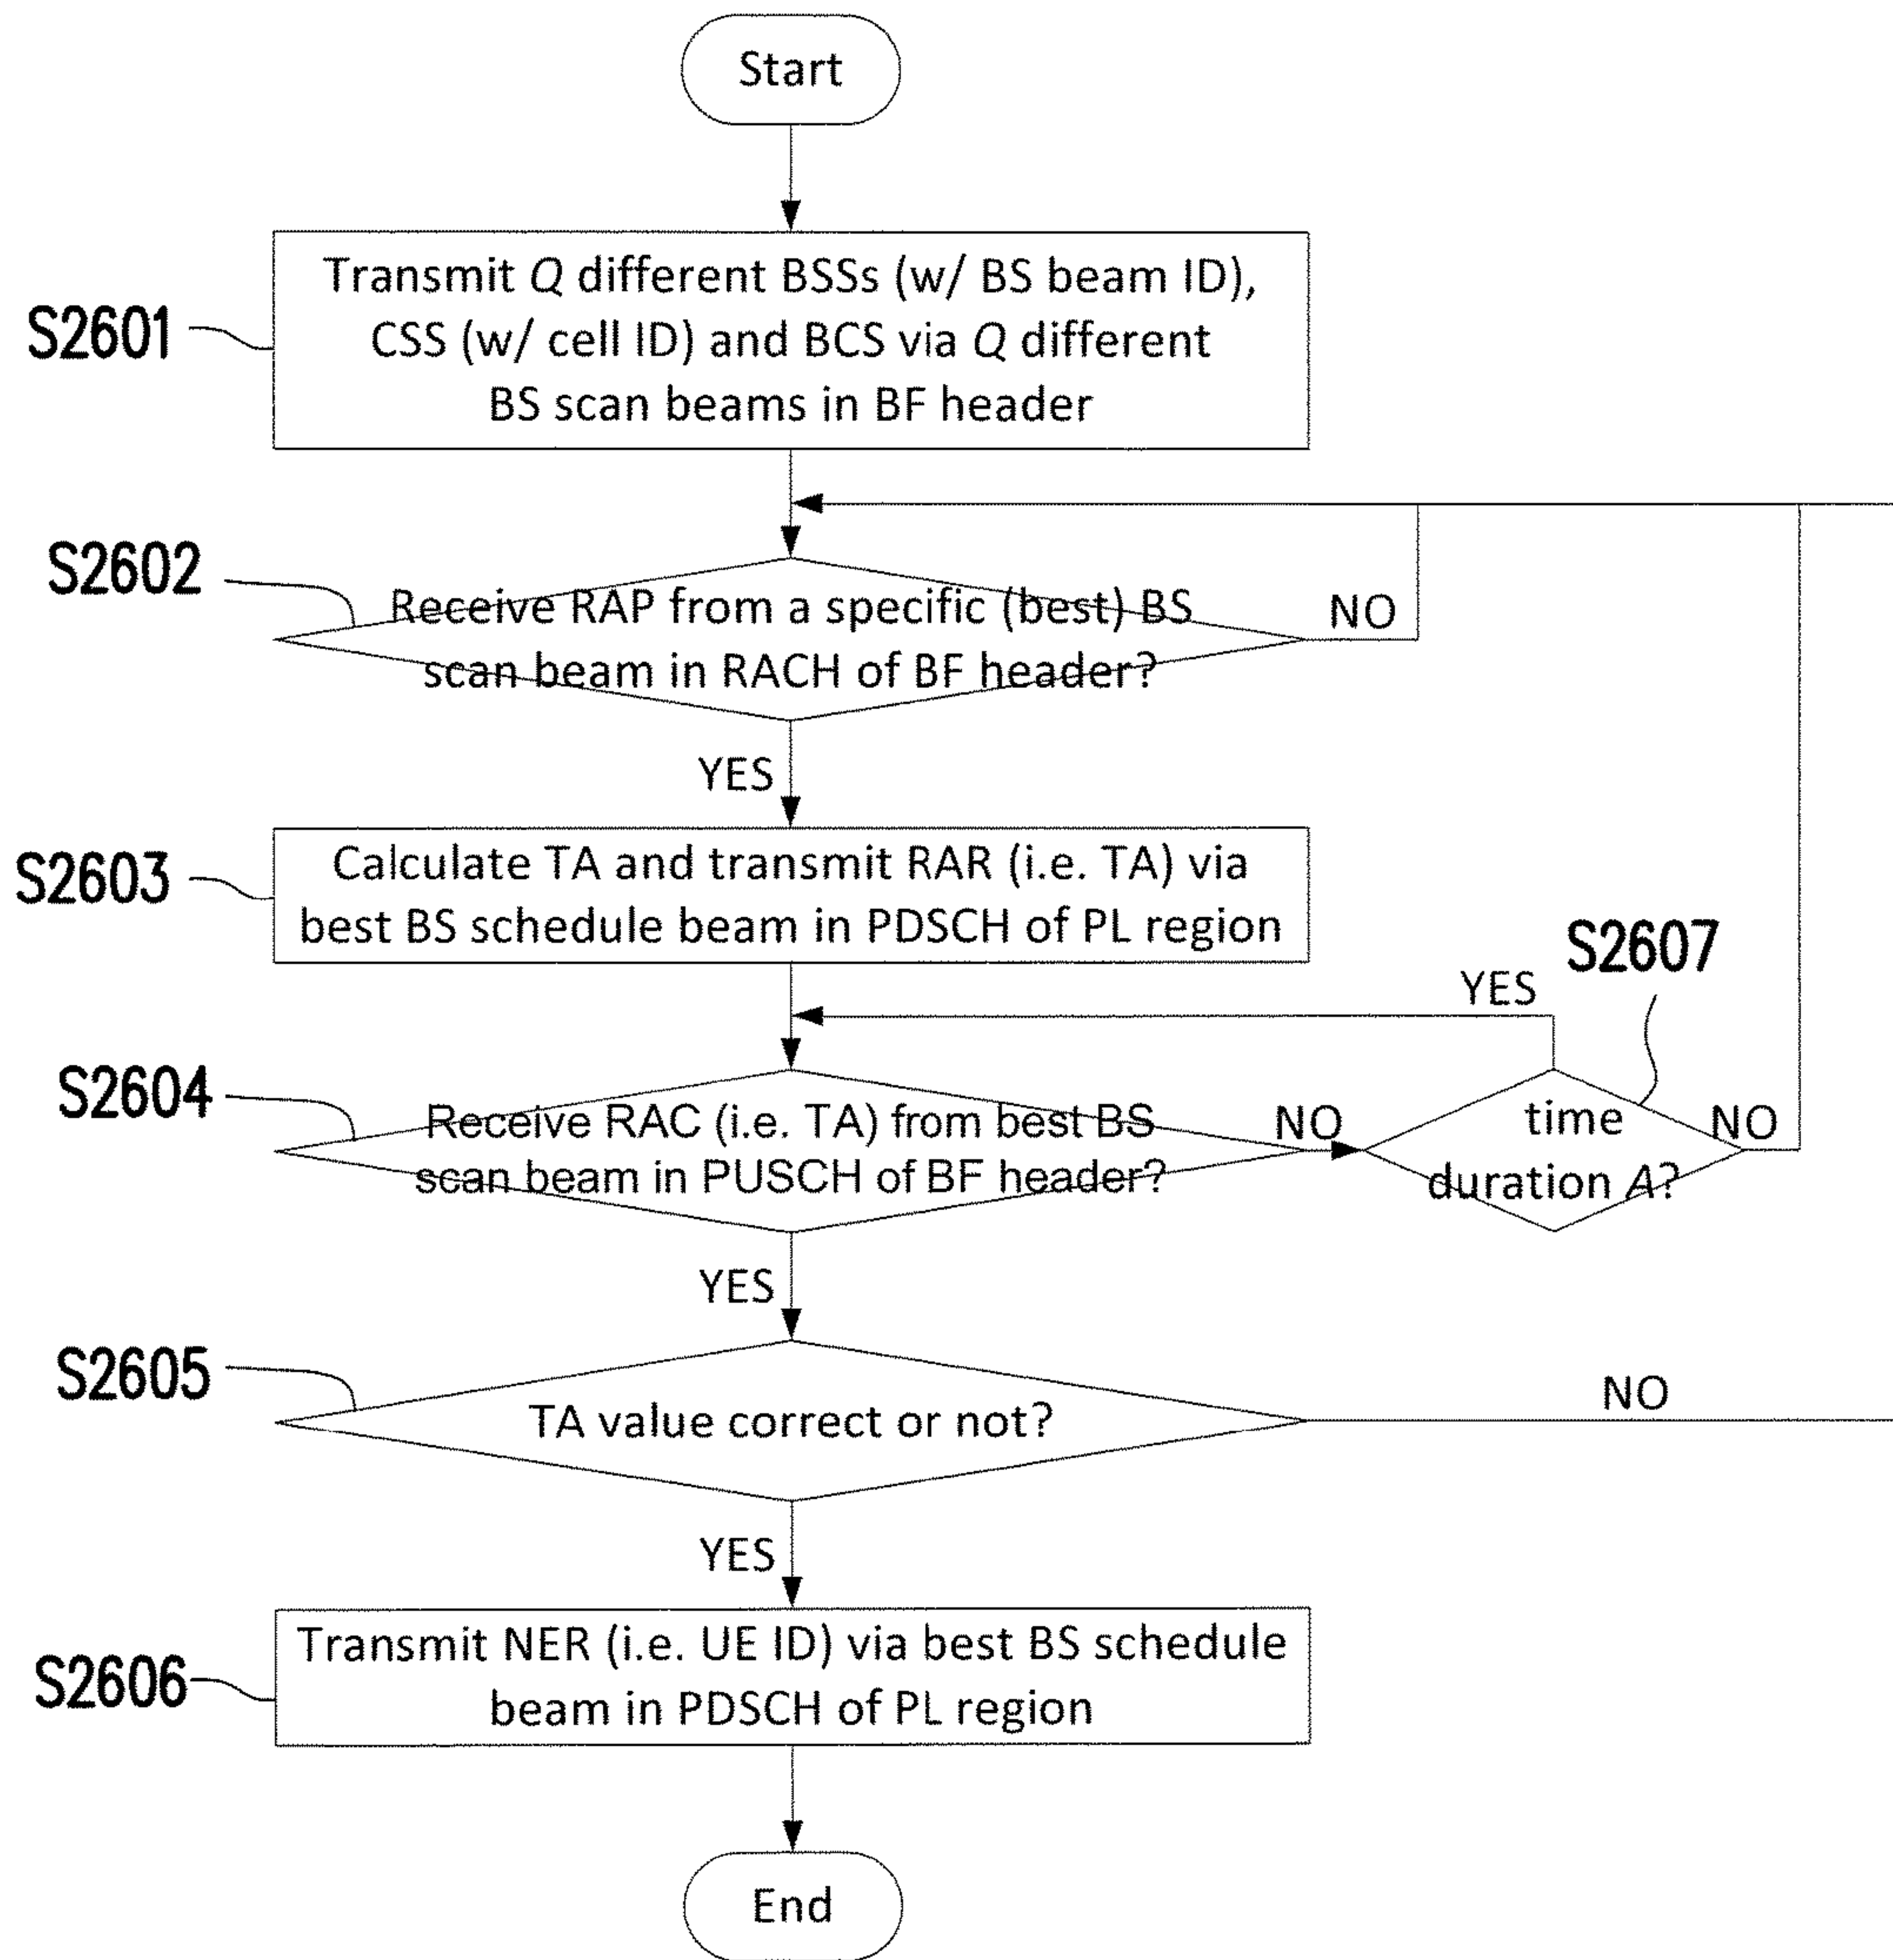 Start
S2601
Transmit Q different BSSs (w/ BS beam ID),
CSS (w/ cell ID) and BCS via Q different
BS scan beams in BF header
S2602
Receive RAP from a specific (best) BS
scan beam in RACH of BF header?
NO
YES
S2603
Calculate TA and transmit RAR (i.e. TA) via
best BS schedule beam in PDSCH of PL region
S2607
YES
S2604
Receive RAC (i.e. TA) from best BS
scan beam in PUSCH of BF header?
NO
time
duration A?
NO
YES
S2605
TA value correct or not?
NO
YES
S2606
Transmit NER (i.e. UE ID) via best BS schedule
beam in PDSCH of PL region
End